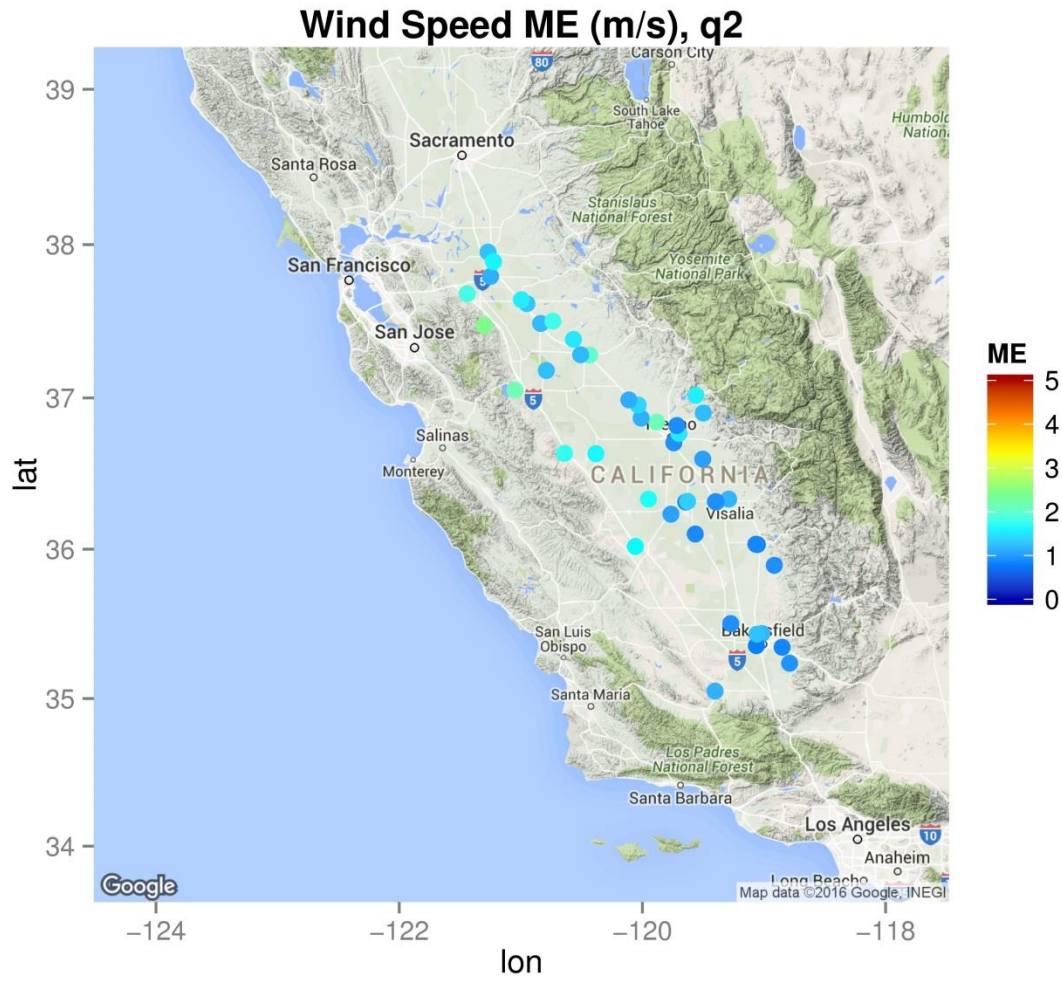 Wind Speed ME (m/s), q2
39
38
37
36
35
34
lat
−124
−122
−120
−118
lon
ME
5
4
3
2
1
0
80
Carson City
South Lake
Tahoe
Sacramento
Santa Rosa
Stanislaus
National Forest
San Francisco
Yosemite
National Park
5
San Jose
5
Salinas
Monterey
CALIFORNIA
Visalia
San Luis
Obispo
5
Santa Maria
Los Padres
National Forest
Santa Barbara
Los Angeles
10
Anaheim
Long Beach
Google
Map data ©2016 Google, INEGI